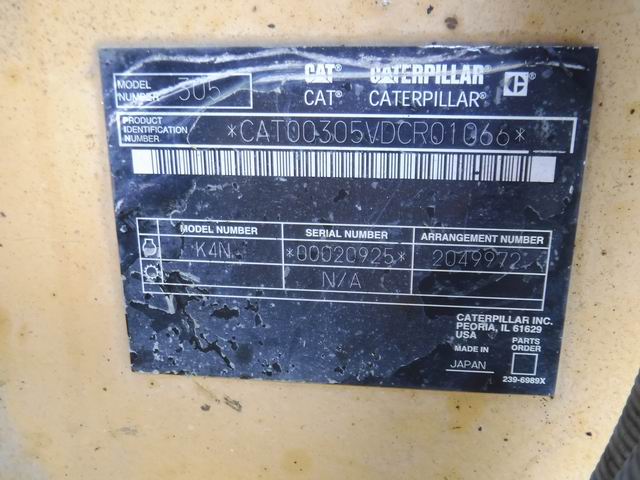 MODEL NUMBER 305
CAT® CATERPILLAR® C®
CAT® CATERPILLAR®
PRODUCT IDENTIFICATION NUMBER *CAT00305VDCR01066*
MODEL NUMBER SERIAL NUMBER ARRANGEMENT NUMBER
K4N *00020925* 2049972
N/A
CATERPILLAR INC.
PEORIA, IL 61629
USA
MADE IN PARTS ORDER
JAPAN
239-6989X